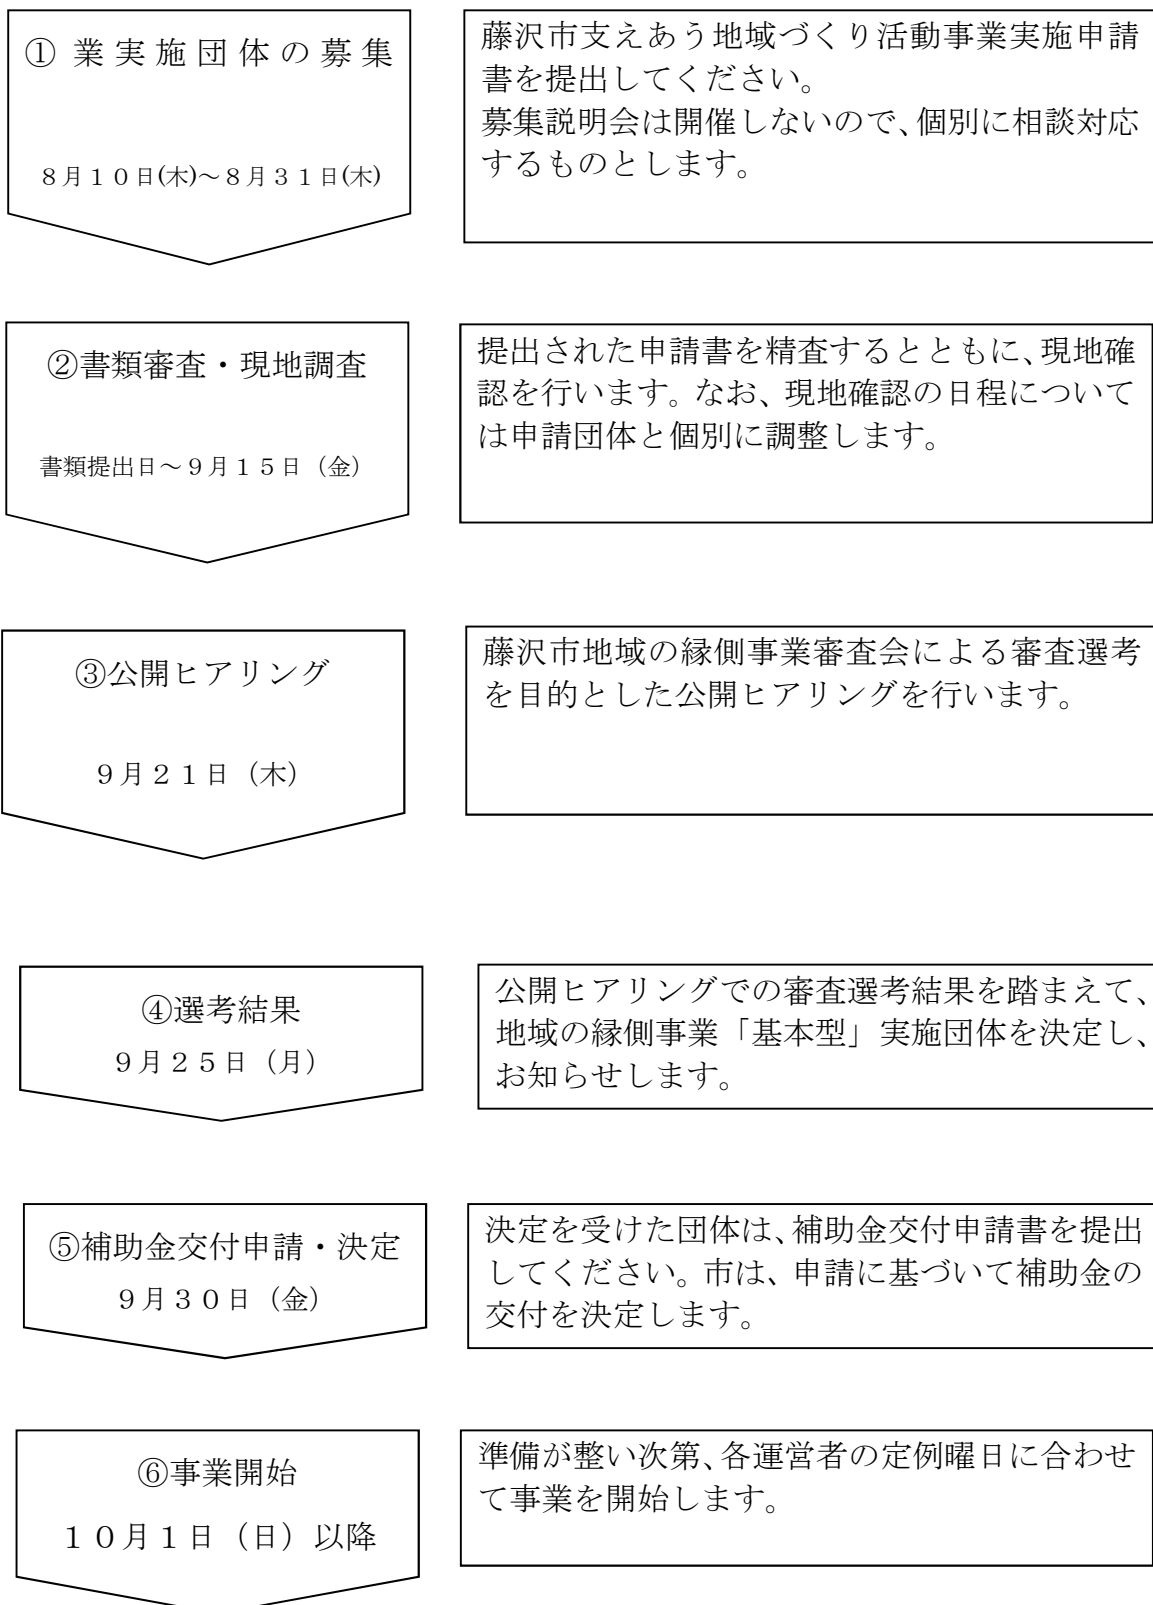 ① 業実施団体の募集
8月１０日(木)～８月３１日(木)
藤沢市支えあう地域づくり活動事業実施申請
書を提出してください。
募集説明会は開催しないので、個別に相談対応
するものとします。
②書類審査・現地調査
書類提出日～９月１５日（金）
提出された申請書を精査するとともに、現地確
認を行います。なお、現地確認の日程について
は申請団体と個別に調整します。
③公開ヒアリング
９月２１日（木）
藤沢市地域の縁側事業審査会による審査選考
を目的とした公開ヒアリングを行います。
④選考結果
９月２５日（月）
公開ヒアリングでの審査選考結果を踏まえて、
地域の縁側事業「基本型」実施団体を決定し、
お知らせします。
⑤補助金交付申請・決定
９月３０日（金）
決定を受けた団体は、補助金交付申請書を提出
してください。市は、申請に基づいて補助金の
交付を決定します。
⑥事業開始
１０月１日（日）以降
準備が整い次第、各運営者の定例曜日に合わせ
て事業を開始します。